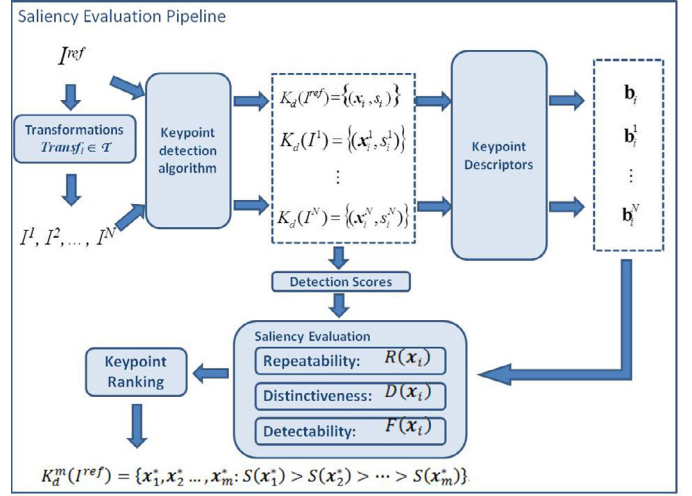 Saliency Evaluation Pipeline
I^ref
Transformations
Transf_i ∈ 𝒯
I^1, I^2, ..., I^N
Keypoint
detection
algorithm
K_d(I^ref)={(x_i, s_i)}
K_d(I^1)={(x_i^1, s_i^1)}
⋮
K_d(I^N)={(x_i^N, s_i^N)}
Keypoint
Descriptors
b_i
b_i^1
⋮
b_i^N
Detection Scores
Saliency Evaluation
Repeatability: R(x_i)
Distinctiveness: D(x_i)
Detectability: F(x_i)
Keypoint
Ranking
K_d^m(I^ref) = {x_1^*, x_2^* ..., x_m^*: S(x_1^*) > S(x_2^*) > ⋯ > S(x_m^*)}.